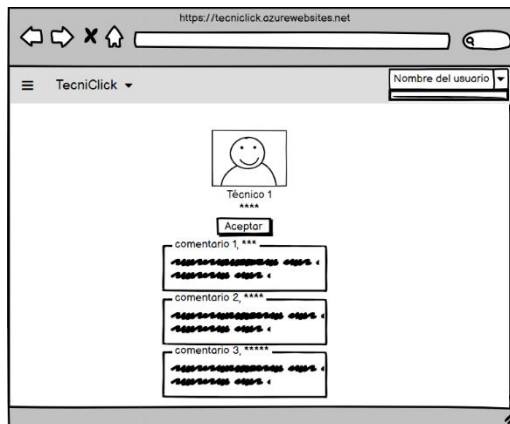 https://tecniclick.azurewebsites.net
TecniClick
Nombre del usuario
Técnico 1
****
Aceptar
comentario 1, ***
comentario 2, ****
comentario 3, *****